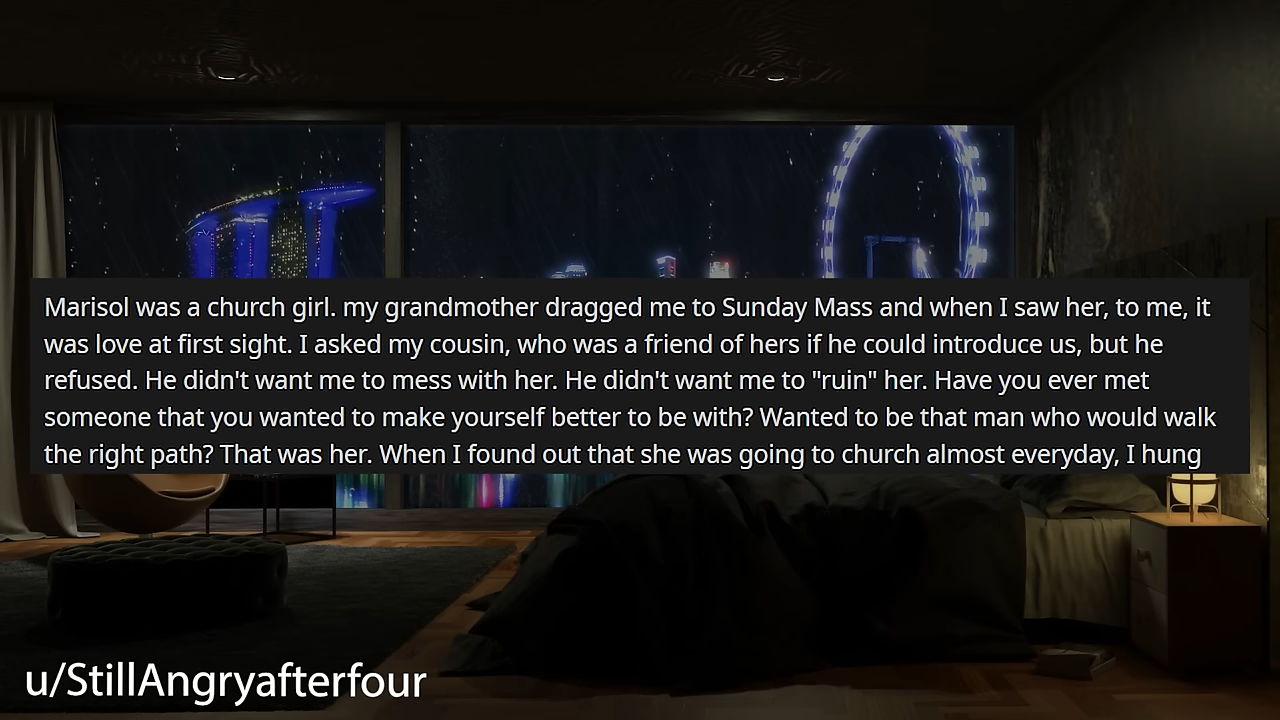 Marisol was a church girl. my grandmother dragged me to Sunday Mass and when I saw her, to me, it
was love at first sight. I asked my cousin, who was a friend of hers if he could introduce us, but he
refused. He didn't want me to mess with her. He didn't want me to "ruin" her. Have you ever met
someone that you wanted to make yourself better to be with? Wanted to be that man who would walk
the right path? That was her. When I found out that she was going to church almost everyday, I hung
u/StillAngryafterfour